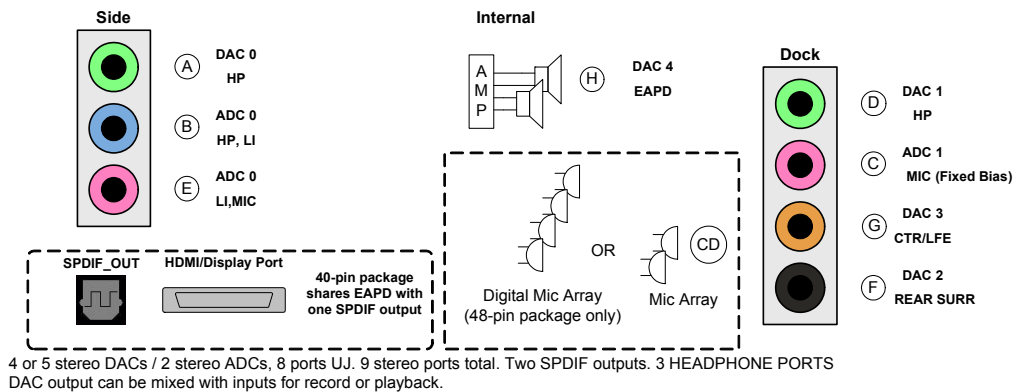 Side
Internal
Dock
A
DAC 0
HP
B
ADC 0
HP, LI
E
ADC 0
LI,MIC
A
M
P
H
DAC 4
EAPD
D
DAC 1
HP
C
ADC 1
MIC (Fixed Bias)
G
DAC 3
CTR/LFE
F
DAC 2
REAR SURR
SPDIF_OUT
HDMI/Display Port
40-pin package
shares EAPD with
one SPDIF output
OR
CD
Digital Mic Array
(48-pin package only)
Mic Array
4 or 5 stereo DACs / 2 stereo ADCs, 8 ports UJ. 9 stereo ports total. Two SPDIF outputs. 3 HEADPHONE PORTS
DAC output can be mixed with inputs for record or playback.